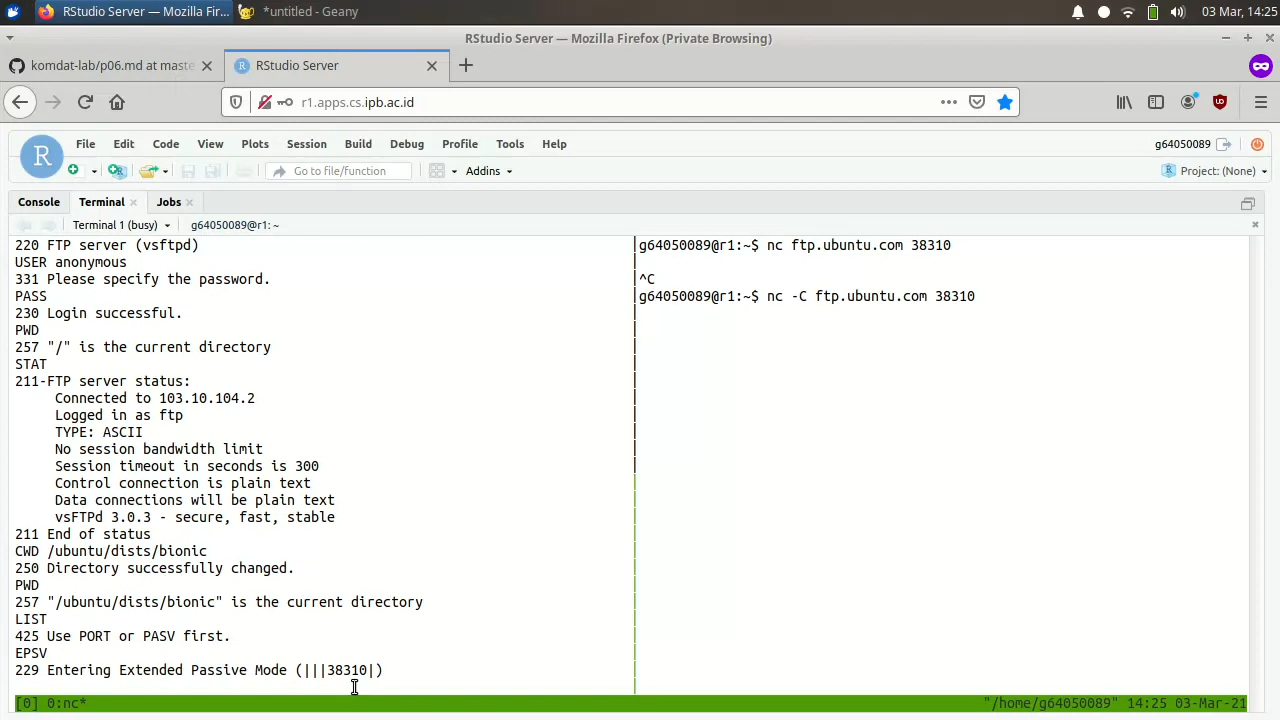 RStudio Server — Mozilla Fir...
*untitled - Geany
03 Mar, 14:25
RStudio Server — Mozilla Firefox (Private Browsing)
komdat-lab/p06.md at maste
RStudio Server
r1.apps.cs.ipb.ac.id
File Edit Code View Plots Session Build Debug Profile Tools Help
g64050089
Go to file/function
Addins
Project: (None)
Console Terminal Jobs
Terminal 1 (busy)
g64050089@r1: ~
220 FTP server (vsftpd)
USER anonymous
331 Please specify the password.
PASS
230 Login successful.
PWD
257 "/" is the current directory
STAT
211-FTP server status:
Connected to 103.10.104.2
Logged in as ftp
TYPE: ASCII
No session bandwidth limit
Session timeout in seconds is 300
Control connection is plain text
Data connections will be plain text
vsFTPd 3.0.3 - secure, fast, stable
211 End of status
CWD /ubuntu/dists/bionic
250 Directory successfully changed.
PWD
257 "/ubuntu/dists/bionic" is the current directory
LIST
425 Use PORT or PASV first.
EPSV
229 Entering Extended Passive Mode (|||38310|)
g64050089@r1:~$ nc ftp.ubuntu.com 38310
^C
g64050089@r1:~$ nc -C ftp.ubuntu.com 38310
[0] 0:nc*
"/home/g64050089" 14:25 03-Mar-21